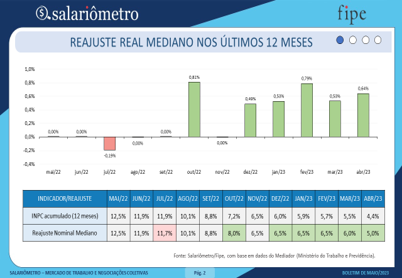 salariômetro
fipe
REAJUSTE REAL MEDIANO NOS ÚLTIMOS 12 MESES
1,0%
0,8%
0,6%
0,4%
0,2%
0,0%
-0,2%
-0,4%
0,00% 0,00% -0,19% 0,00% 0,00% 0,81% 0,00% 0,49% 0,53% 0,79% 0,53% 0,64%
mai/22 jun/22 jul/22 ago/22 set/22 out/22 nov/22 dez/22 jan/23 fev/23 mar/23 abr/23
INDICADOR/REAJUSTE MAI/22 JUN/22 JUL/22 AGO/22 SET/22 OUT/22 NOV/22 DEZ/22 JAN/23 FEV/23 MAR/23 ABR/23
INPC acumulado (12 meses) 12,5% 11,9% 11,9% 10,1% 8,8% 7,2% 6,5% 6,0% 5,9% 5,7% 5,5% 4,4%
Reajuste Nominal Mediano 12,5% 11,9% 11,7% 10,1% 8,8% 8,0% 6,5% 6,5% 6,5% 6,5% 6,0% 5,0%
Fonte: Salariômetro/Fipe, com base em dados do Mediador (Ministério do Trabalho e Previdência).
SALARIÔMETRO – MERCADO DE TRABALHO E NEGOCIAÇÕES COLETIVAS Pág. 2 BOLETIM DE MAIO/2023